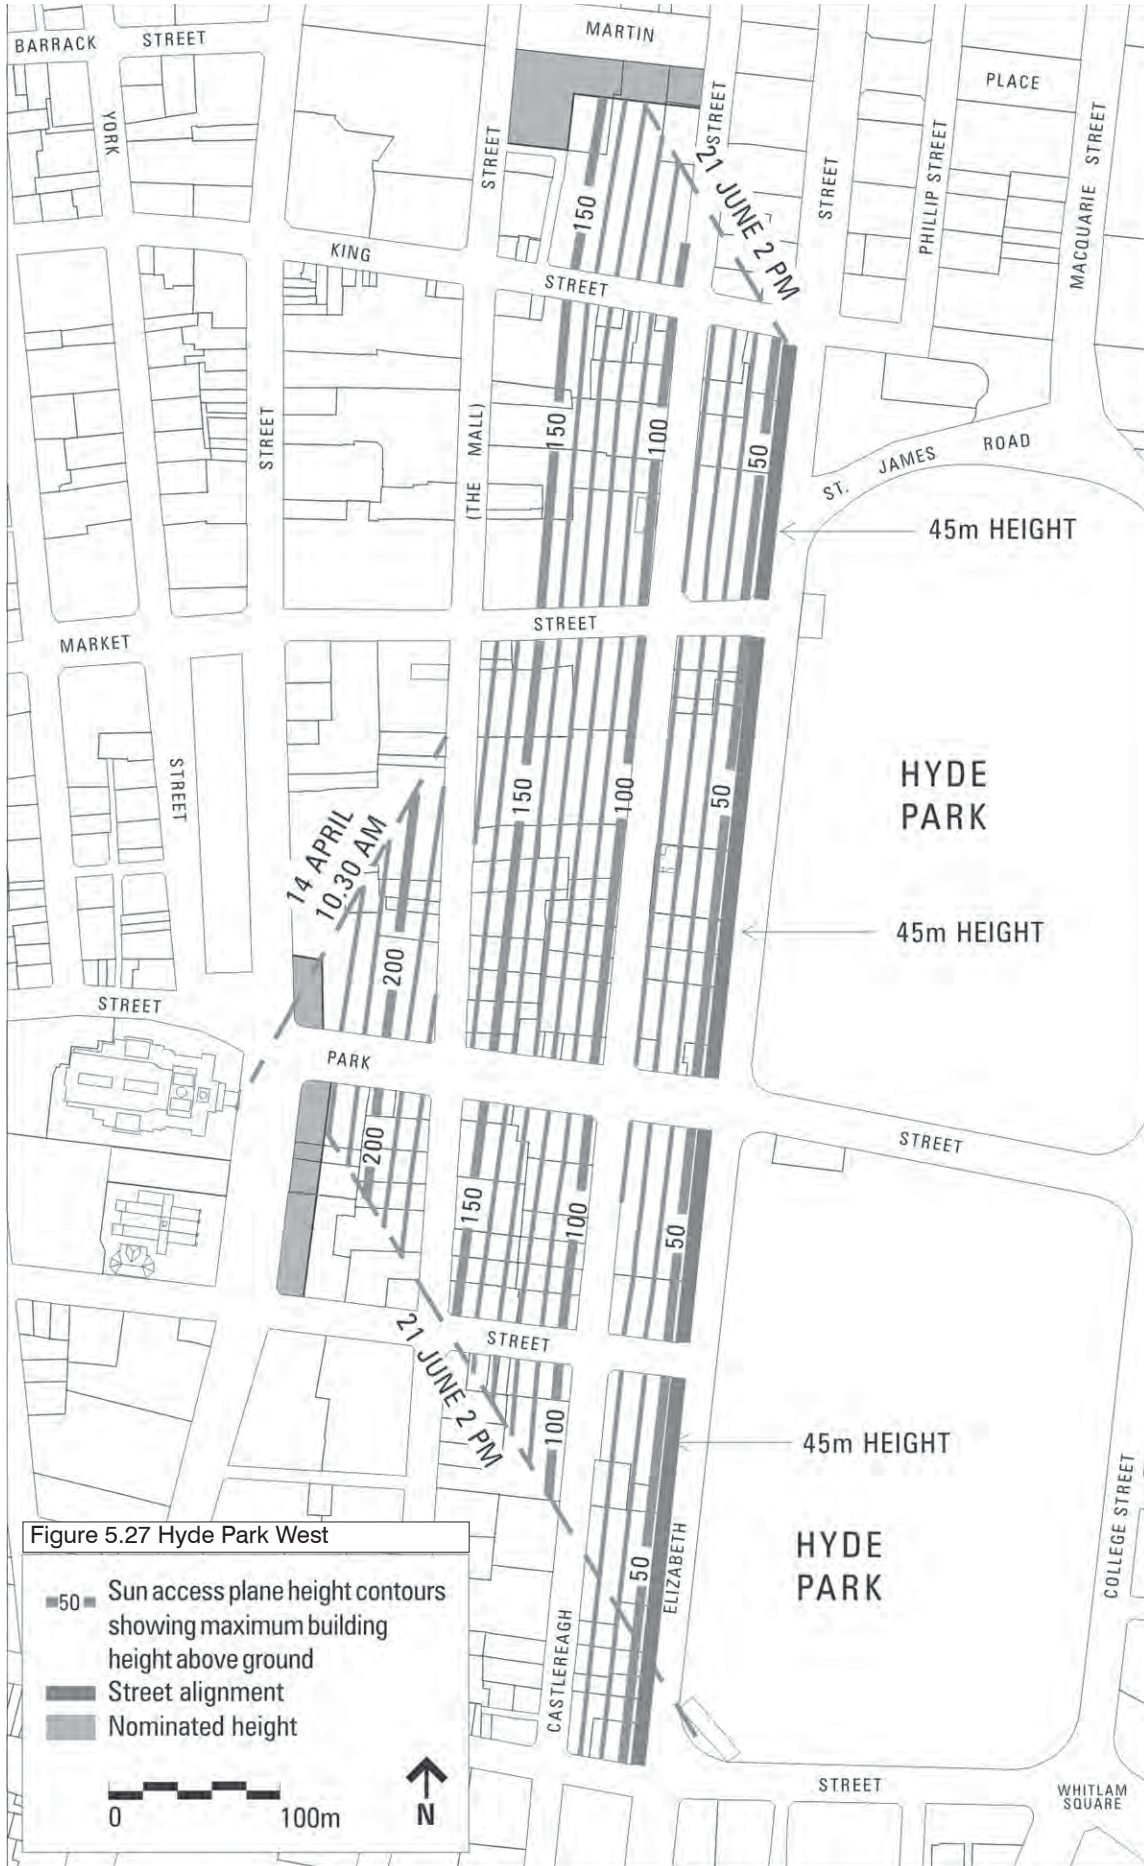 MARTIN
BARRACK STREET
PLACE
YORK
STREET
STREET
STREET
PHILLIP STREET
MACQUARIE STREET
21 JUNE 2 PM
150
KING
STREET
STREET
(THE MALL)
150
100
50
ST. JAMES ROAD
45m HEIGHT
STREET
MARKET
STREET
HYDE
PARK
150
100
50
14 APRIL
10.30 AM
45m HEIGHT
200
STREET
PARK
STREET
200
150
100
50
21 JUNE 2 PM
STREET
100
45m HEIGHT
COLLEGE STREET
Figure 5.27 Hyde Park West
HYDE
PARK
50
ELIZABETH
CASTLEREAGH
50 Sun access plane height contours
showing maximum building
height above ground
Street alignment
Nominated height
0 100m
N
STREET
WHITLAM
SQUARE